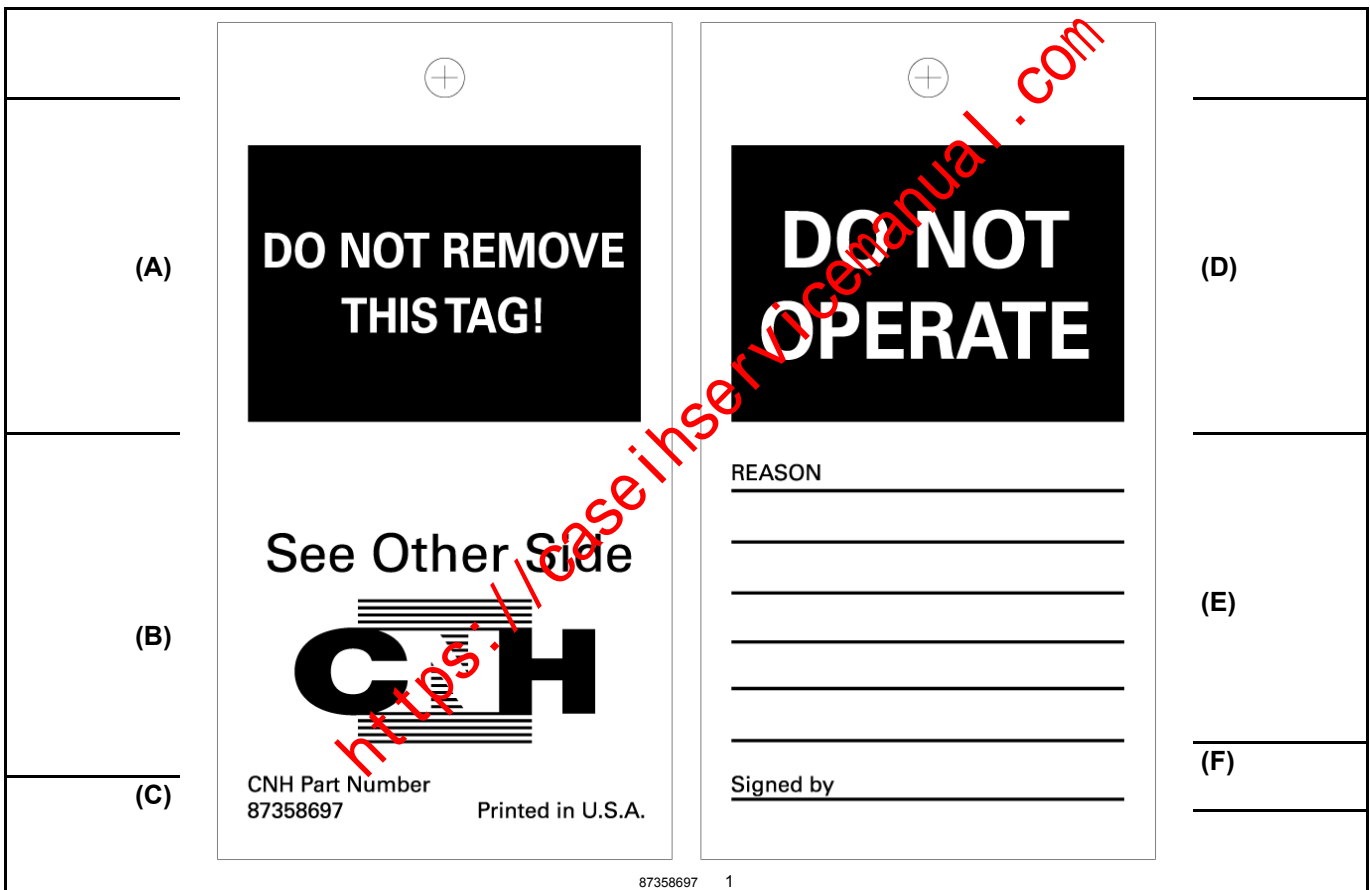 (A)
DO NOT REMOVE
THIS TAG!
(B)
See Other Side
CNH
(C)
CNH Part Number
87358697
Printed in U.S.A.
DO NOT
OPERATE
(D)
REASON
(E)
Signed by
(F)
87358697 1
https://caseihservicemanual.com